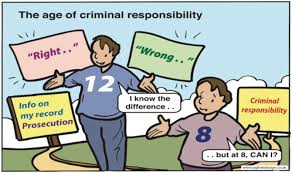 The age of criminal responsibility
"Right . ."
"Wrong . ."
12
I know the
difference . . .
Info on
my record
Prosecution
Criminal
responsibility
8
. . but at 8, CAN I?